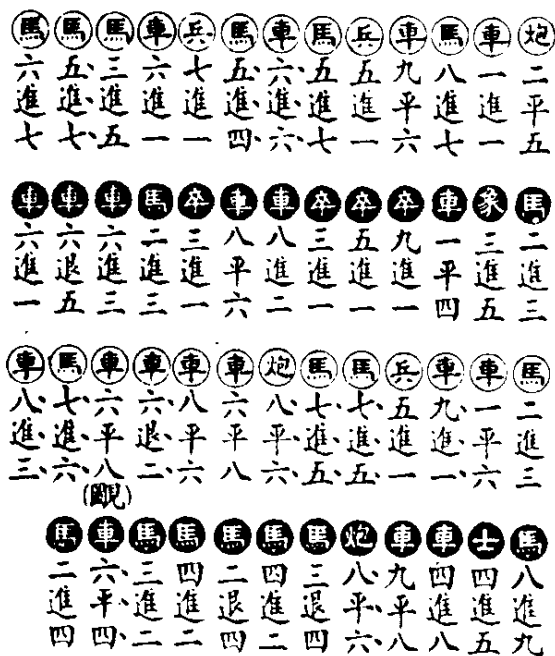 炮二平五
車一進一
馬八進七
車九平六
兵五進一
馬五進七
車六進六
馬五進四
兵七進一
車六進一
馬三進五
馬五進七
馬六進七
馬二進三
象三進五
車一平四
卒九進一
卒五進一
卒三進一
車八進二
車八平六
卒三進一
馬二進三
車六進三
車六退五
車六進一
馬二進三
車一平六
車九進一
兵五進一
馬七進五
馬七進五
炮八平六
車六平八
車八平六
車六退二
車六平八
馬七進六
車八進三
馬八進九
士四進五
車四進八
車九平八
炮八平六
馬三退四
馬四進二
馬二退四
馬四進二
馬三進二
車六平四
馬二進四